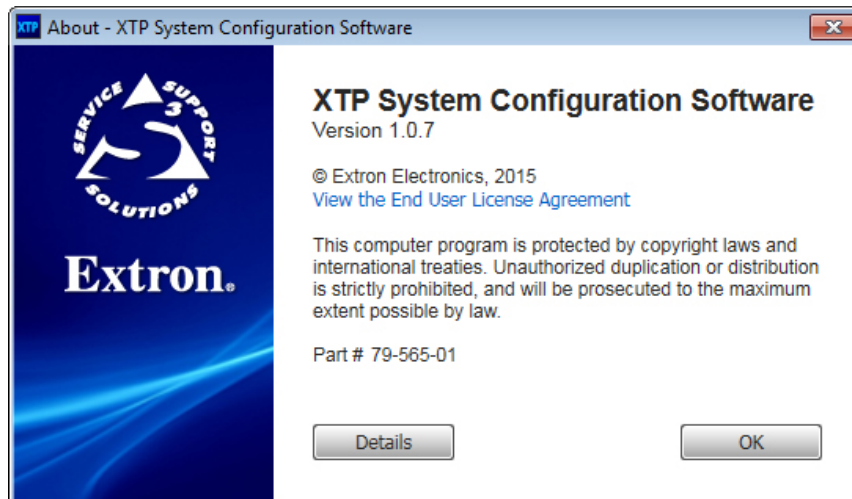 XTP About - XTP System Configuration Software
SERVICE SUPPORT SOLUTIONS
3
S
Extron®
XTP System Configuration Software
Version 1.0.7
© Extron Electronics, 2015
View the End User License Agreement
This computer program is protected by copyright laws and
international treaties. Unauthorized duplication or distribution
is strictly prohibited, and will be prosecuted to the maximum
extent possible by law.
Part # 79-565-01
Details
OK